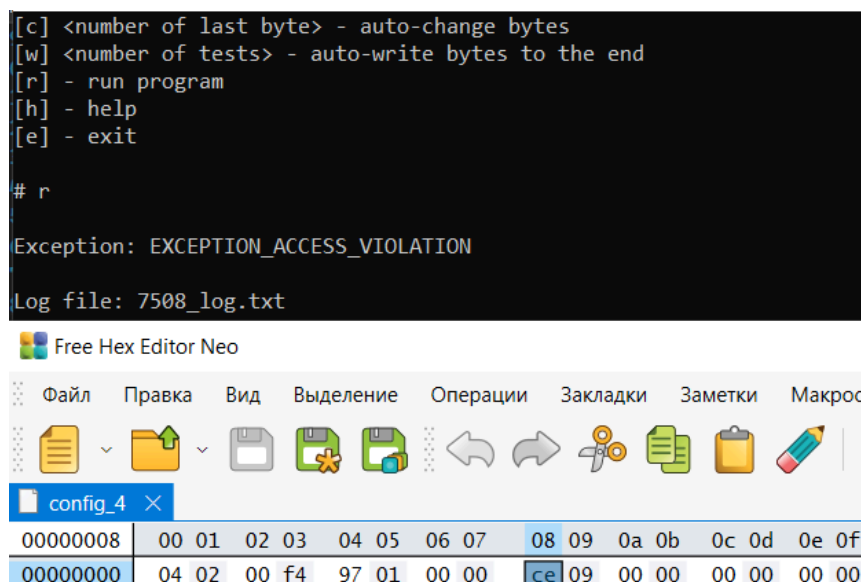 [c] <number of last byte> - auto-change bytes
[w] <number of tests> - auto-write bytes to the end
[r] - run program
[h] - help
[e] - exit
# r
Exception: EXCEPTION_ACCESS_VIOLATION
Log file: 7508_log.txt
Free Hex Editor Neo
Файл Правка Вид Выделение Операции Закладки Заметки Макрос
config_4
00000008 00 01 02 03 04 05 06 07 08 09 0a 0b 0c 0d 0e 0f
00000000 04 02 00 f4 97 01 00 00 ce 09 00 00 00 00 00 00